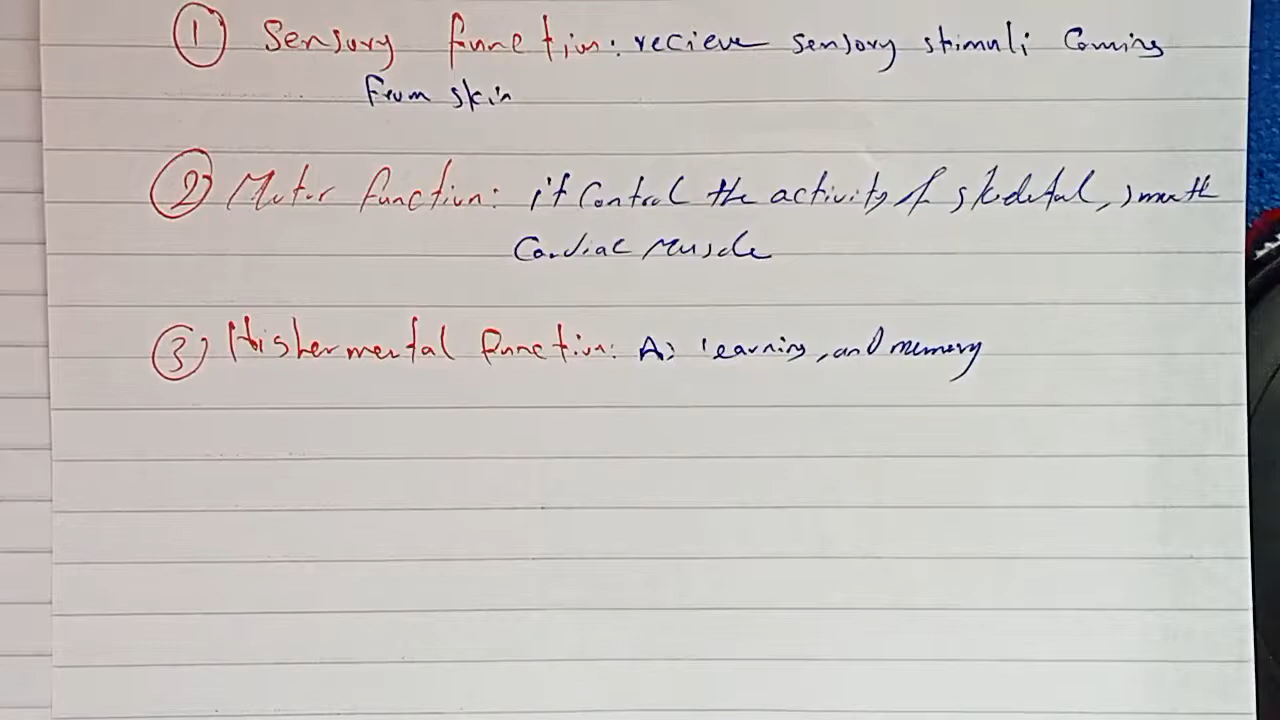 ① Sensory function: recieve sensory stimuli Coming
From skin
② Motor function: it Control the activity of skeletal, smooth
Cardiac Muscle
③ Higher mental function: As learning, and memory